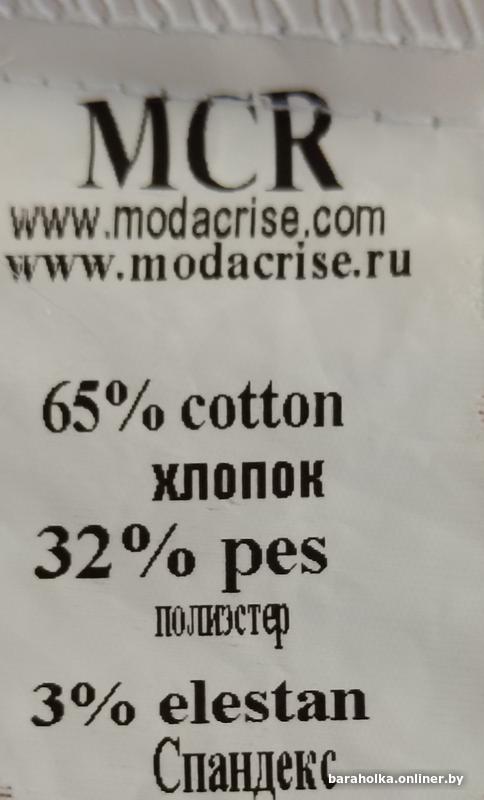 MCR
www.modacrise.com
www.modacrise.ru
65% cotton
хлопок
32% pes
полиэстер
3% elestan
Спандекс
baraholka.onliner.by